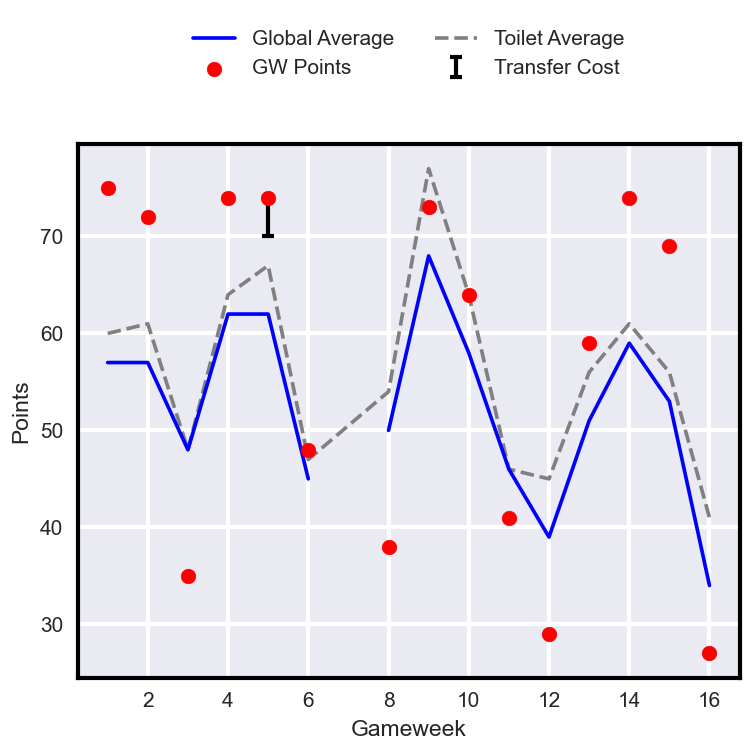 Global Average
Toilet Average
GW Points
Transfer Cost
70
60
50
40
30
Points
2 4 6 8 10 12 14 16
Gameweek